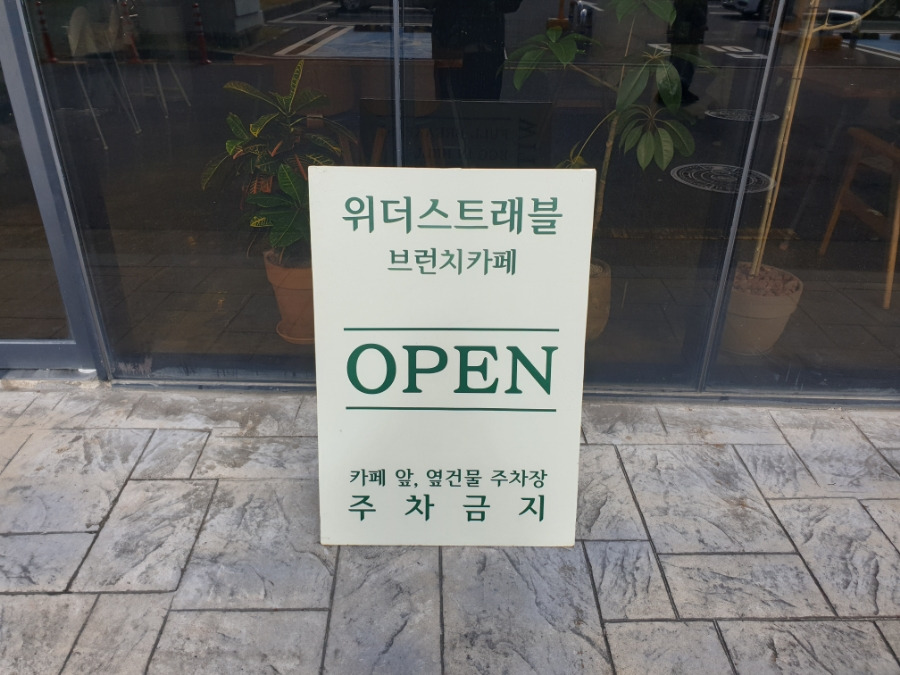 위더스트래블
브런치카페
OPEN
카페 앞, 옆건물 주차장
주차금지